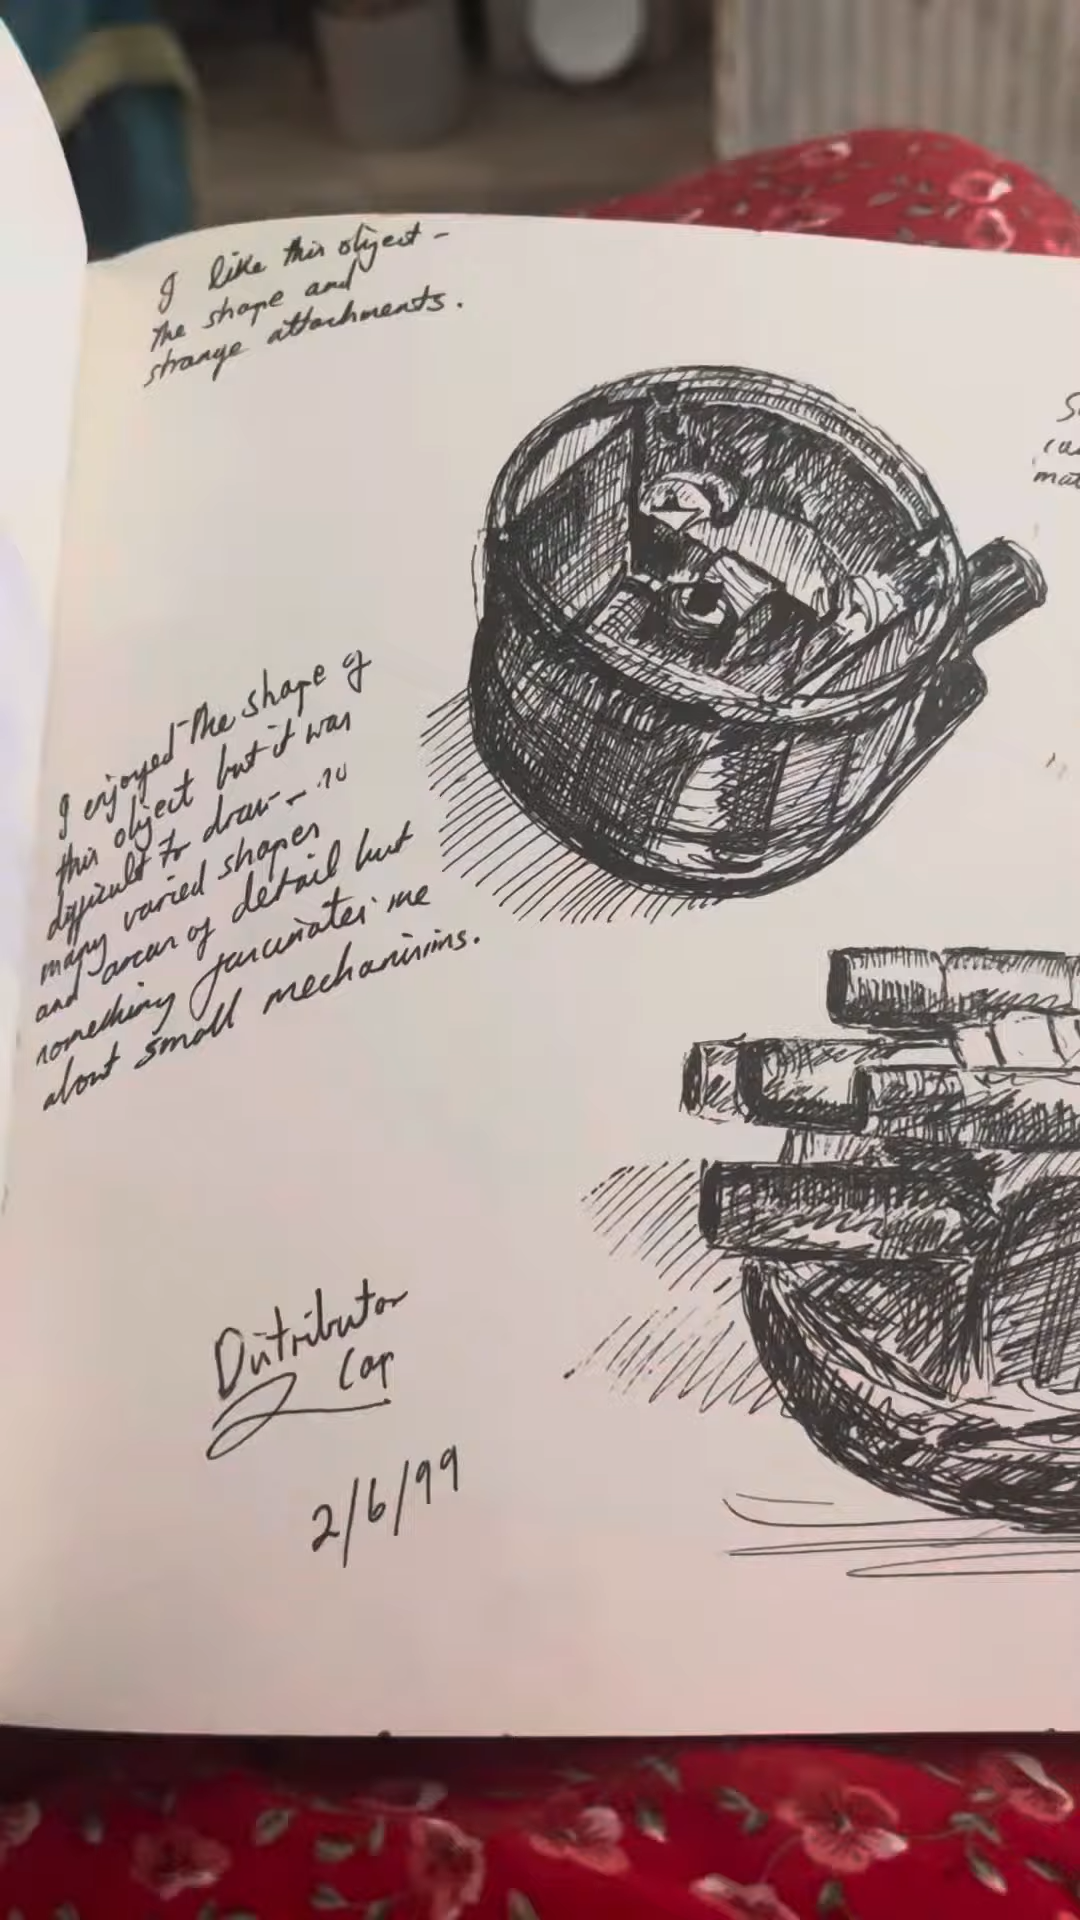 I like this object -
the shape and
strange attachments.
I enjoyed the shape of
this object but it was
difficult to draw - so
many varied shapes
and areas of detail but
something fascinates me
about small mechanisms.
Distributor
Cap
2/6/99